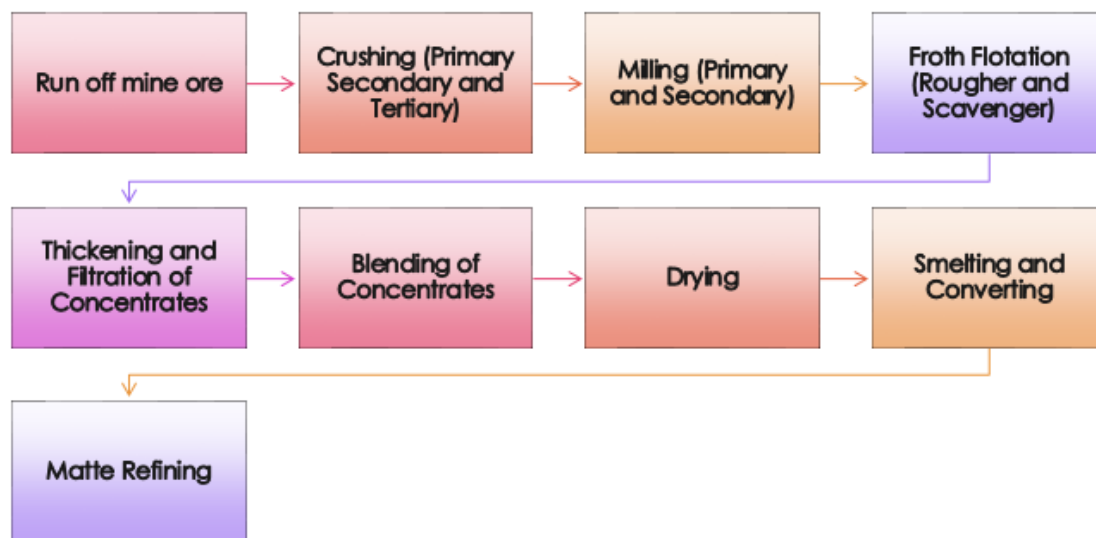 Run off mine ore
Crushing (Primary
Secondary and
Tertiary)
Milling (Primary
and Secondary)
Froth Flotation
(Rougher and
Scavenger)
Thickening and
Filtration of
Concentrates
Blending of
Concentrates
Drying
Smelting and
Converting
Matte Refining